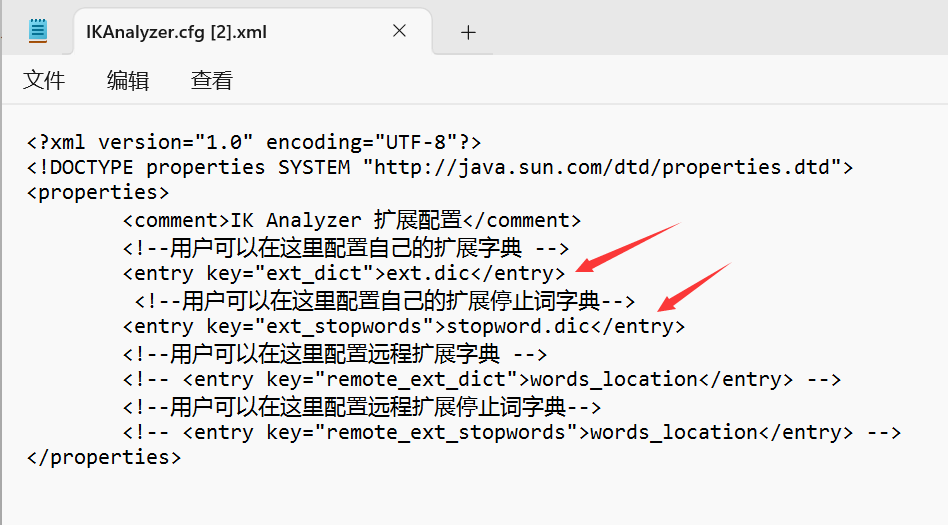 IKAnalyzer.cfg [2].xml
文件 编辑 查看
<?xml version="1.0" encoding="UTF-8"?>
<!DOCTYPE properties SYSTEM "http://java.sun.com/dtd/properties.dtd">
<properties>
<comment>IK Analyzer 扩展配置</comment>
<!--用户可以在这里配置自己的扩展字典 -->
<entry key="ext_dict">ext.dic</entry>
<!--用户可以在这里配置自己的扩展停止词字典-->
<entry key="ext_stopwords">stopword.dic</entry>
<!--用户可以在这里配置远程扩展字典 -->
<!-- <entry key="remote_ext_dict">words_location</entry> -->
<!--用户可以在这里配置远程扩展停止词字典-->
<!-- <entry key="remote_ext_stopwords">words_location</entry> -->
</properties>